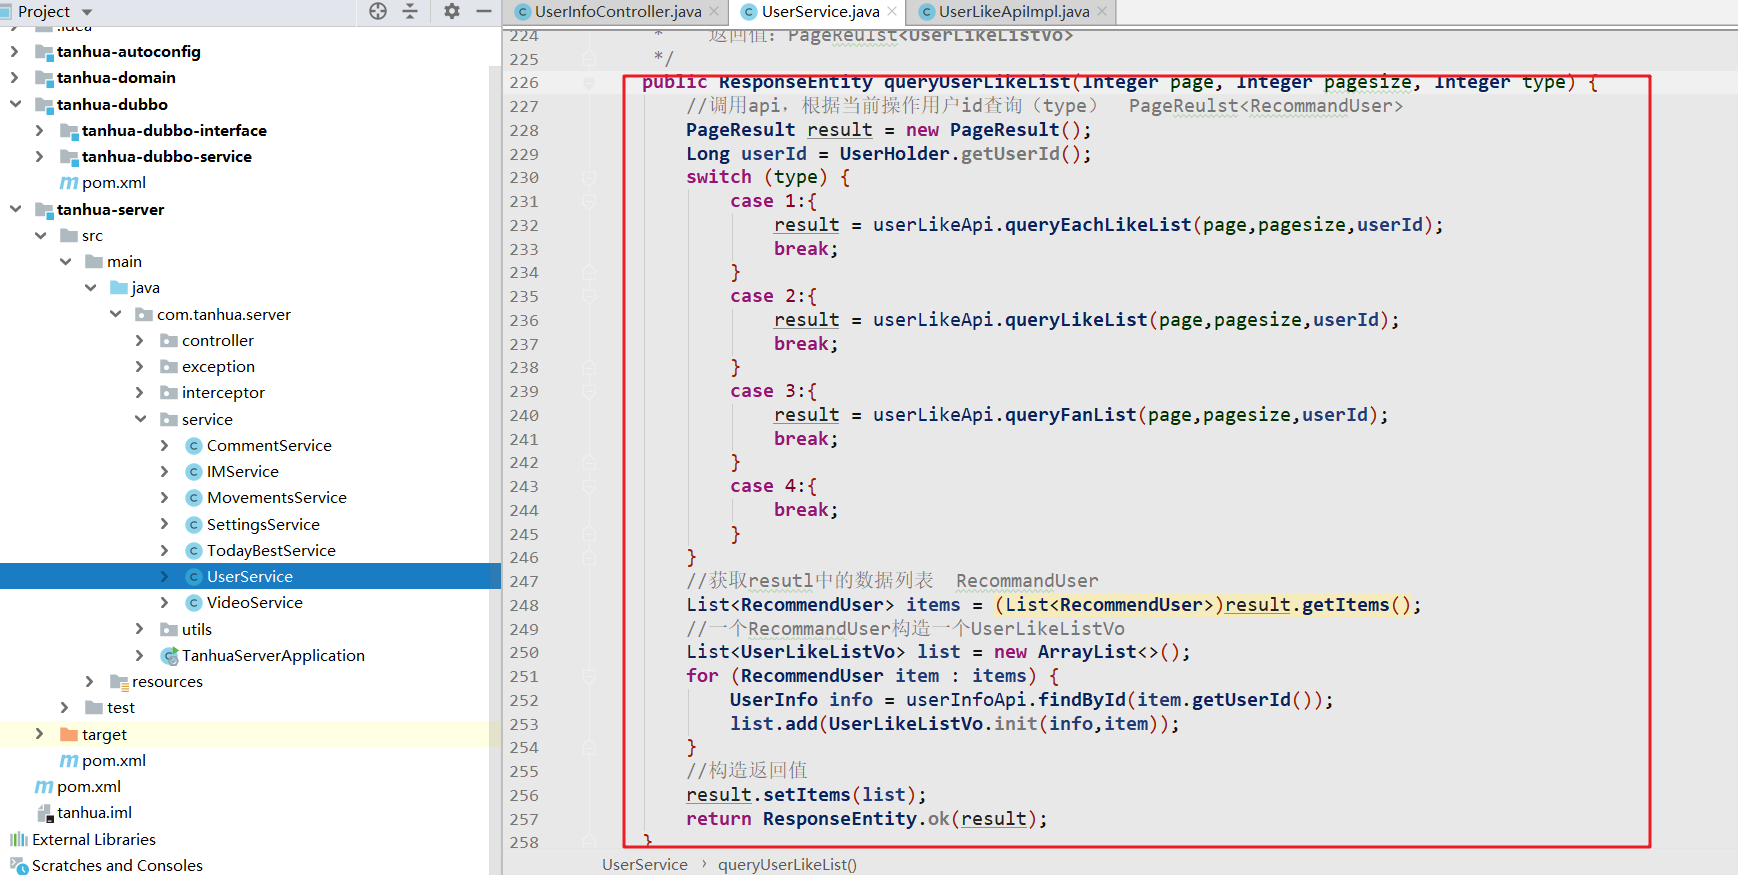 Project
.idea
tanhua-autoconfig
tanhua-domain
tanhua-dubbo
tanhua-dubbo-interface
tanhua-dubbo-service
pom.xml
tanhua-server
src
main
java
com.tanhua.server
controller
exception
interceptor
service
CommentService
IMService
MovementsService
SettingsService
TodayBestService
UserService
VideoService
utils
TanhuaServerApplication
resources
test
target
pom.xml
pom.xml
tanhua.iml
External Libraries
Scratches and Consoles
UserInfoController.java UserService.java UserLikeApiImpl.java
224 * 返回值：PageReulst<UserLikeListVo>
225 */
226 public ResponseEntity queryUserLikeList(Integer page, Integer pagesize, Integer type) {
227 //调用api，根据当前操作用户id查询（type） PageReulst<RecommandUser>
228 PageResult result = new PageResult();
229 Long userId = UserHolder.getUserId();
230 switch (type) {
231 case 1:{
232 result = userLikeApi.queryEachLikeList(page,pagesize,userId);
233 break;
234 }
235 case 2:{
236 result = userLikeApi.queryLikeList(page,pagesize,userId);
237 break;
238 }
239 case 3:{
240 result = userLikeApi.queryFanList(page,pagesize,userId);
241 break;
242 }
243 case 4:{
244 break;
245 }
246 }
247 //获取resutl中的数据列表 RecommandUser
248 List<RecommendUser> items = (List<RecommendUser>)result.getItems();
249 //一个RecommandUser构造一个UserLikeListVo
250 List<UserLikeListVo> list = new ArrayList<>();
251 for (RecommendUser item : items) {
252 UserInfo info = userInfoApi.findById(item.getUserId());
253 list.add(UserLikeListVo.init(info,item));
254 }
255 //构造返回值
256 result.setItems(list);
257 return ResponseEntity.ok(result);
258 }
UserService › queryUserLikeList()